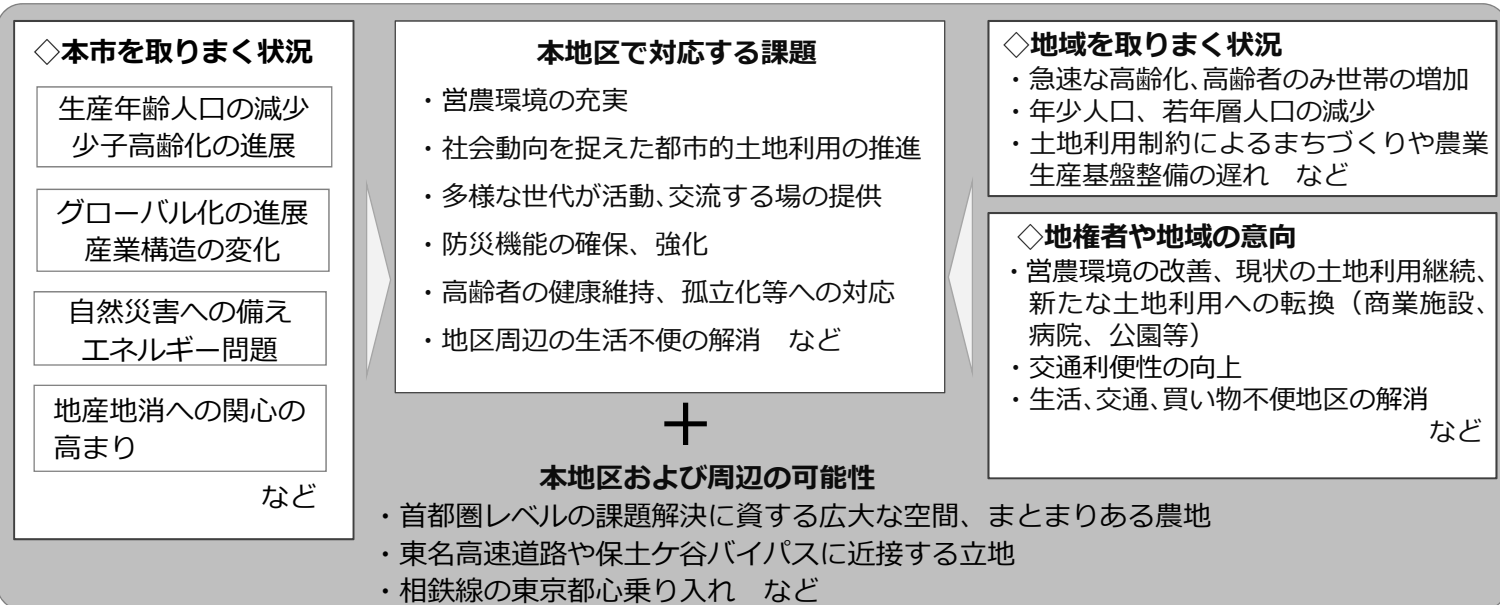 ◇本市を取りまく状況
生産年齢人口の減少
少子高齢化の進展
グローバル化の進展
産業構造の変化
自然災害への備え
エネルギー問題
地産地消への関心の
高まり
など
本地区で対応する課題
・営農環境の充実
・社会動向を捉えた都市的土地利用の推進
・多様な世代が活動、交流する場の提供
・防災機能の確保、強化
・高齢者の健康維持、孤立化等への対応
・地区周辺の生活不便の解消　など
＋
本地区および周辺の可能性
・首都圏レベルの課題解決に資する広大な空間、まとまりある農地
・東名高速道路や保土ケ谷バイパスに近接する立地
・相鉄線の東京都心乗り入れ　など
◇地域を取りまく状況
・急速な高齢化、高齢者のみ世帯の増加
・年少人口、若年層人口の減少
・土地利用制約によるまちづくりや農業
生産基盤整備の遅れ　など
◇地権者や地域の意向
・営農環境の改善、現状の土地利用継続、
新たな土地利用への転換（商業施設、
病院、公園等）
・交通利便性の向上
・生活、交通、買い物不便地区の解消
など